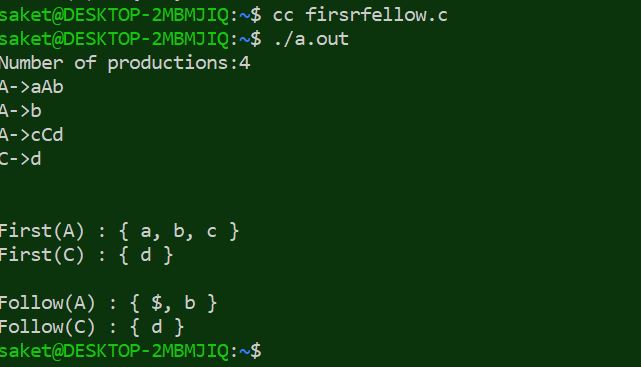 saket@DESKTOP-2MBMJIQ:~$ cc firsrfellow.c
saket@DESKTOP-2MBMJIQ:~$ ./a.out
Number of productions:4
A->aAb
A->b
A->cCd
C->d
First(A) : { a, b, c }
First(C) : { d }
Follow(A) : { $, b }
Follow(C) : { d }
saket@DESKTOP-2MBMJIQ:~$